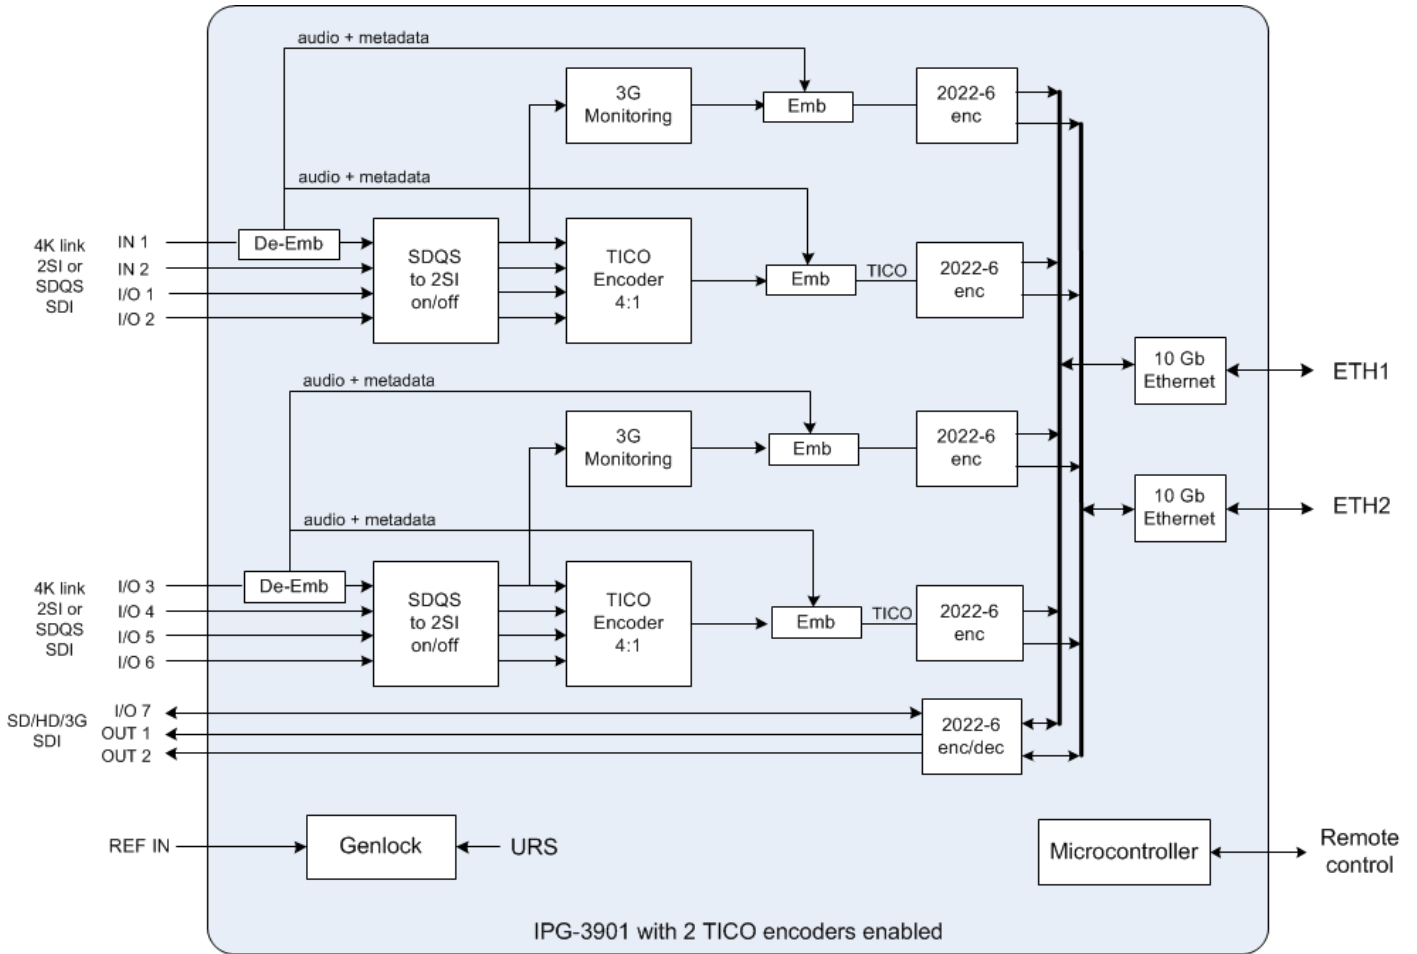 audio + metadata
3G
Monitoring
Emb
2022-6
enc
audio + metadata
4K link
2SI or
SDQS
SDI
IN 1
IN 2
I/O 1
I/O 2
De-Emb
SDQS
to 2SI
on/off
TICO
Encoder
4:1
Emb
TICO
2022-6
enc
10 Gb
Ethernet
ETH1
audio + metadata
3G
Monitoring
Emb
2022-6
enc
10 Gb
Ethernet
ETH2
audio + metadata
4K link
2SI or
SDQS
SDI
I/O 3
I/O 4
I/O 5
I/O 6
De-Emb
SDQS
to 2SI
on/off
TICO
Encoder
4:1
Emb
TICO
2022-6
enc
SD/HD/3G
SDI
I/O 7
OUT 1
OUT 2
2022-6
enc/dec
REF IN
Genlock
URS
Microcontroller
Remote
control
IPG-3901 with 2 TICO encoders enabled